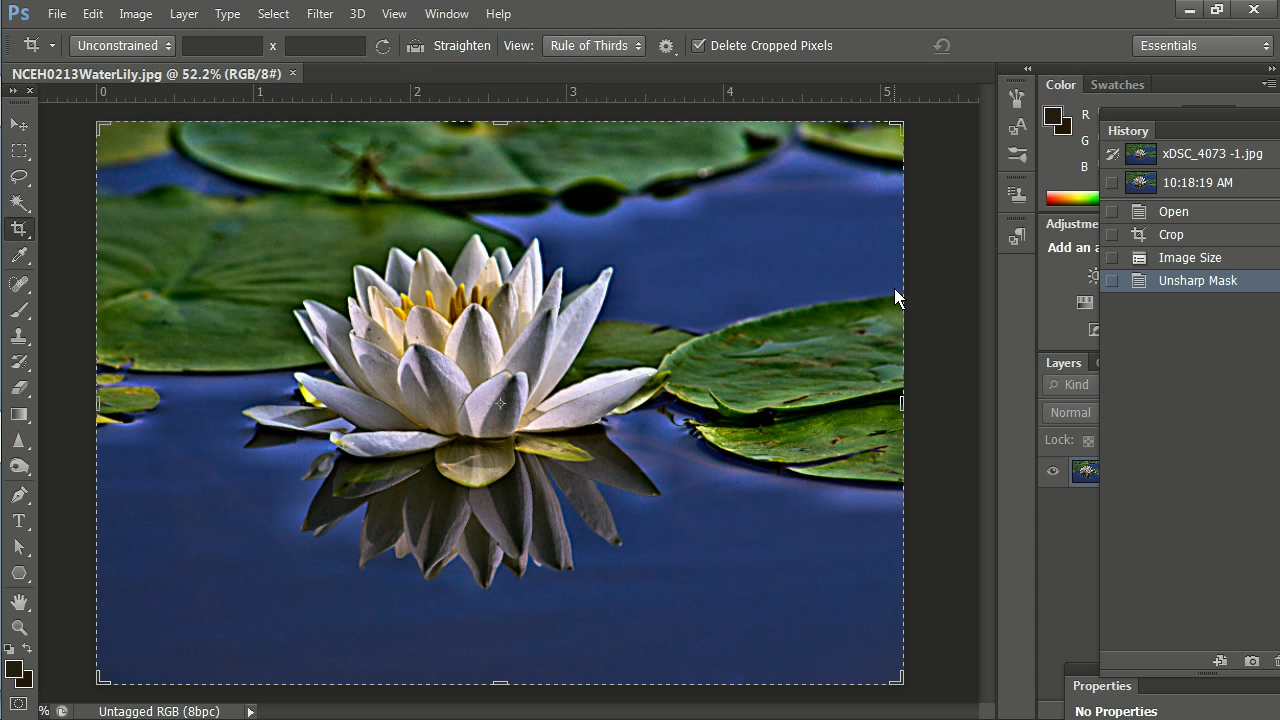 Ps File Edit Image Layer Type Select Filter 3D View Window Help
Unconstrained x Straighten View: Rule of Thirds Delete Cropped Pixels Essentials
NCEH0213WaterLily.jpg @ 52.2% (RGB/8#) ×
0 1 2 3 4 5
Color Swatches
R
G
B
History
xDSC_4073 -1.jpg
10:18:19 AM
Open
Crop
Image Size
Unsharp Mask
Adjustme
Add an a
Layers
Kind
Normal
Lock:
Properties
No Properties
% Untagged RGB (8bpc)
T